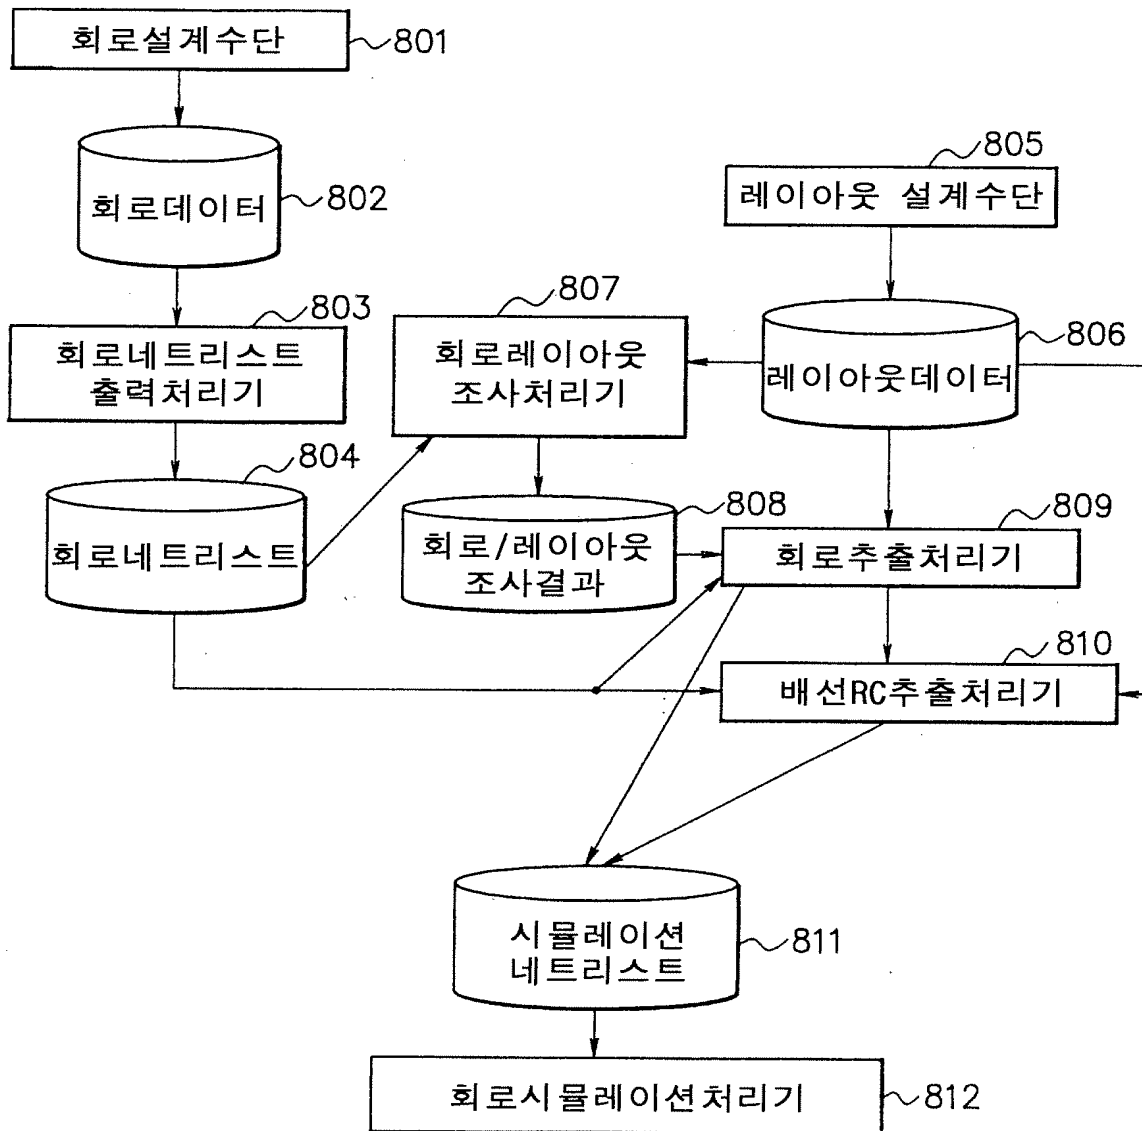 회로설계수단
801
회로데이터
802
805
레이아웃 설계수단
803
회로네트리스트
출력처리기
807
회로레이아웃
조사처리기
806
레이아웃데이터
804
회로네트리스트
808
회로/레이아웃
조사결과
809
회로추출처리기
810
배선RC추출처리기
시뮬레이션
네트리스트
811
회로시뮬레이션처리기
812